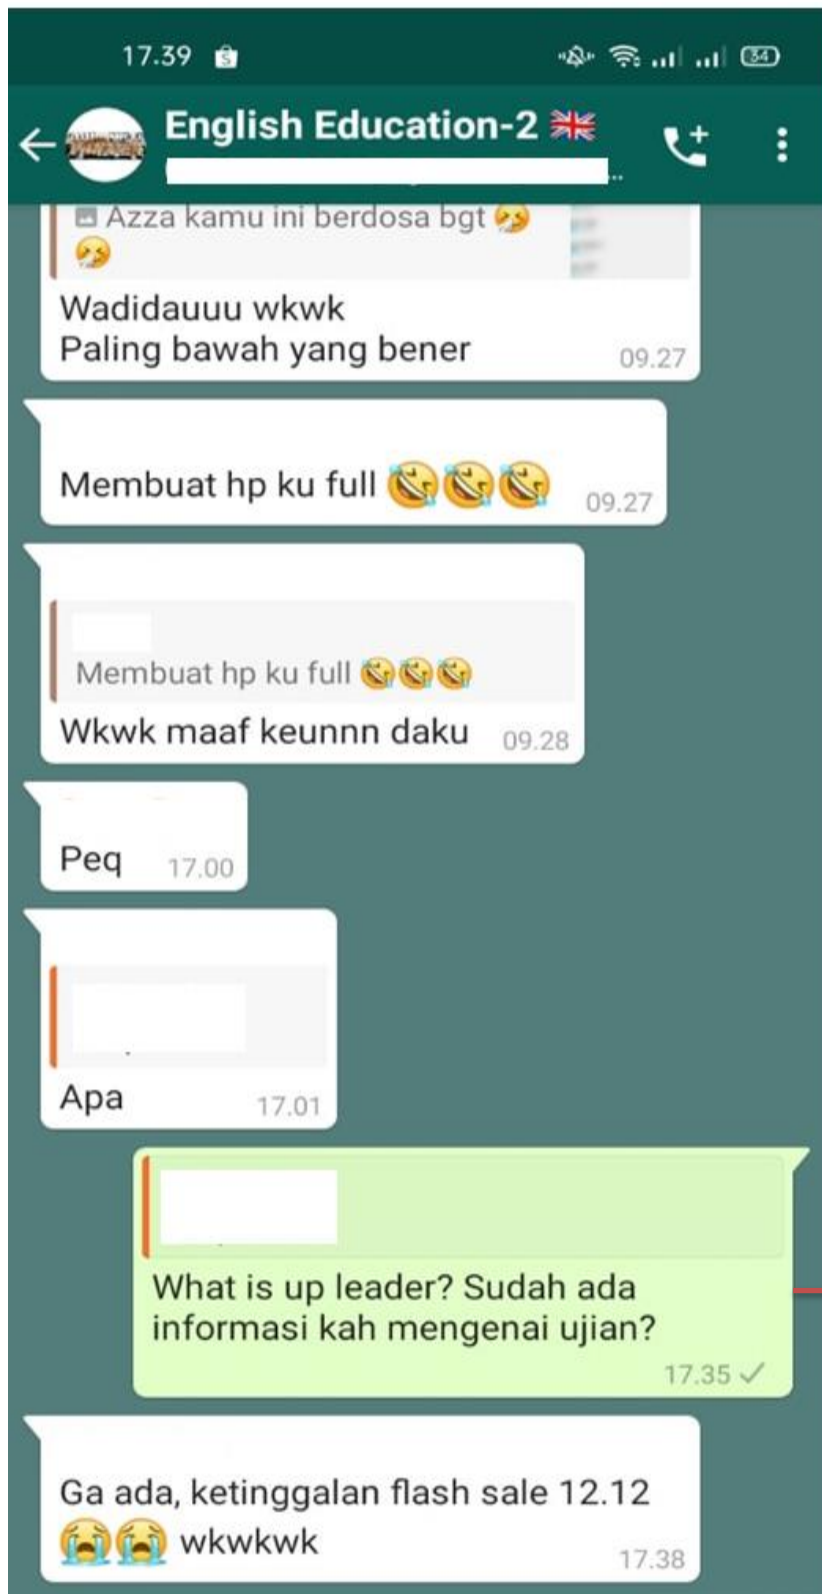 17.39
34
English Education-2 🇬🇧
...
Azza kamu ini berdosa bgt 🤧
🤧
Wadidauuu wkwk
Paling bawah yang bener
09.27
Membuat hp ku full 🤣🤣🤣
09.27
Membuat hp ku full 🤣🤣🤣
Wkwk maaf keunnn daku
09.28
Peq
17.00
Apa
17.01
What is up leader? Sudah ada
informasi kah mengenai ujian?
17.35
Ga ada, ketinggalan flash sale 12.12
😭😭 wkwkwk
17.38